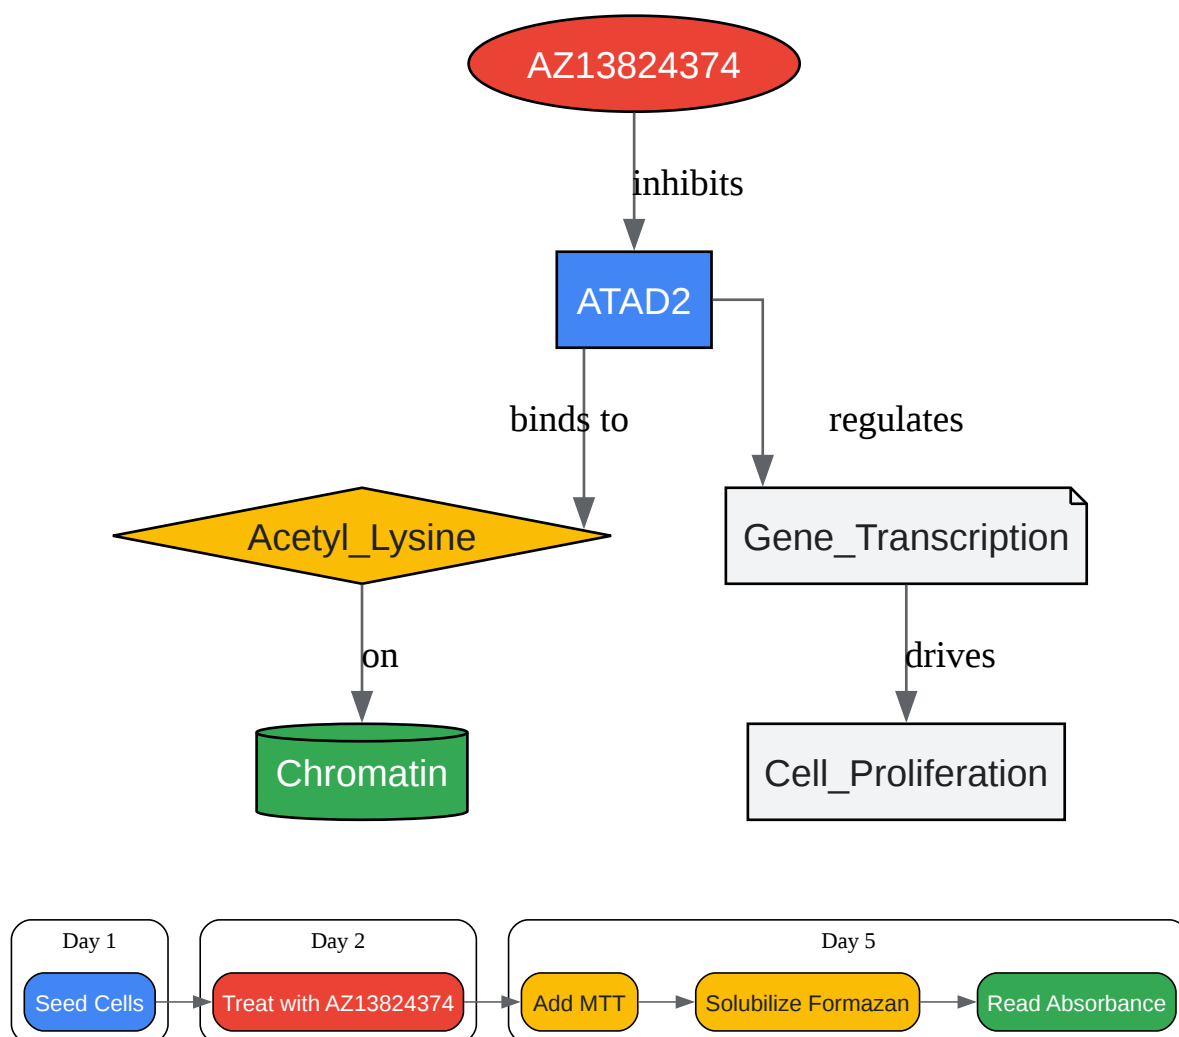 AZ13824374
inhibits
ATAD2
binds to
regulates
Acetyl_Lysine
Gene_Transcription
on
drives
Chromatin
Cell_Proliferation
Day 1
Day 2
Day 5
Seed Cells
Treat with AZ13824374
Add MTT
Solubilize Formazan
Read Absorbance